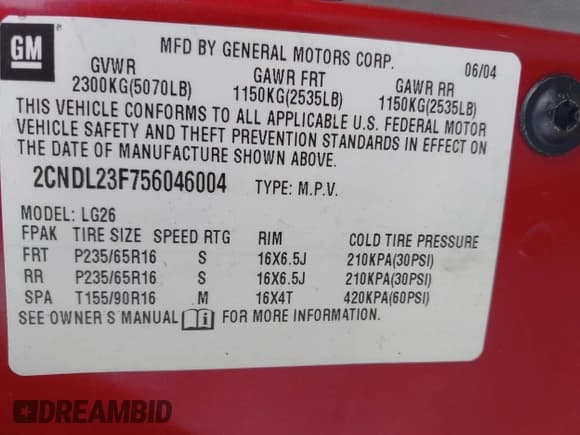 GM
MFD BY GENERAL MOTORS CORP. 06/04
GVWR GAWR FRT GAWR RR
2300KG(5070LB) 1150KG(2535LB) 1150KG(2535LB)
THIS VEHICLE CONFORMS TO ALL APPLICABLE U.S. FEDERAL MOTOR
VEHICLE SAFETY AND THEFT PREVENTION STANDARDS IN EFFECT ON
THE DATE OF MANUFACTURE SHOWN ABOVE.
2CNDL23F756046004 TYPE: M.P.V.
MODEL: LG26
FPAK TIRE SIZE SPEED RTG RIM COLD TIRE PRESSURE
FRT P235/65R16 S 16X6.5J 210KPA(30PSI)
RR P235/65R16 S 16X6.5J 210KPA(30PSI)
SPA T155/90R16 M 16X4T 420KPA(60PSI)
SEE OWNER S MANUAL i FOR MORE INFORMATION.
DREAMBID